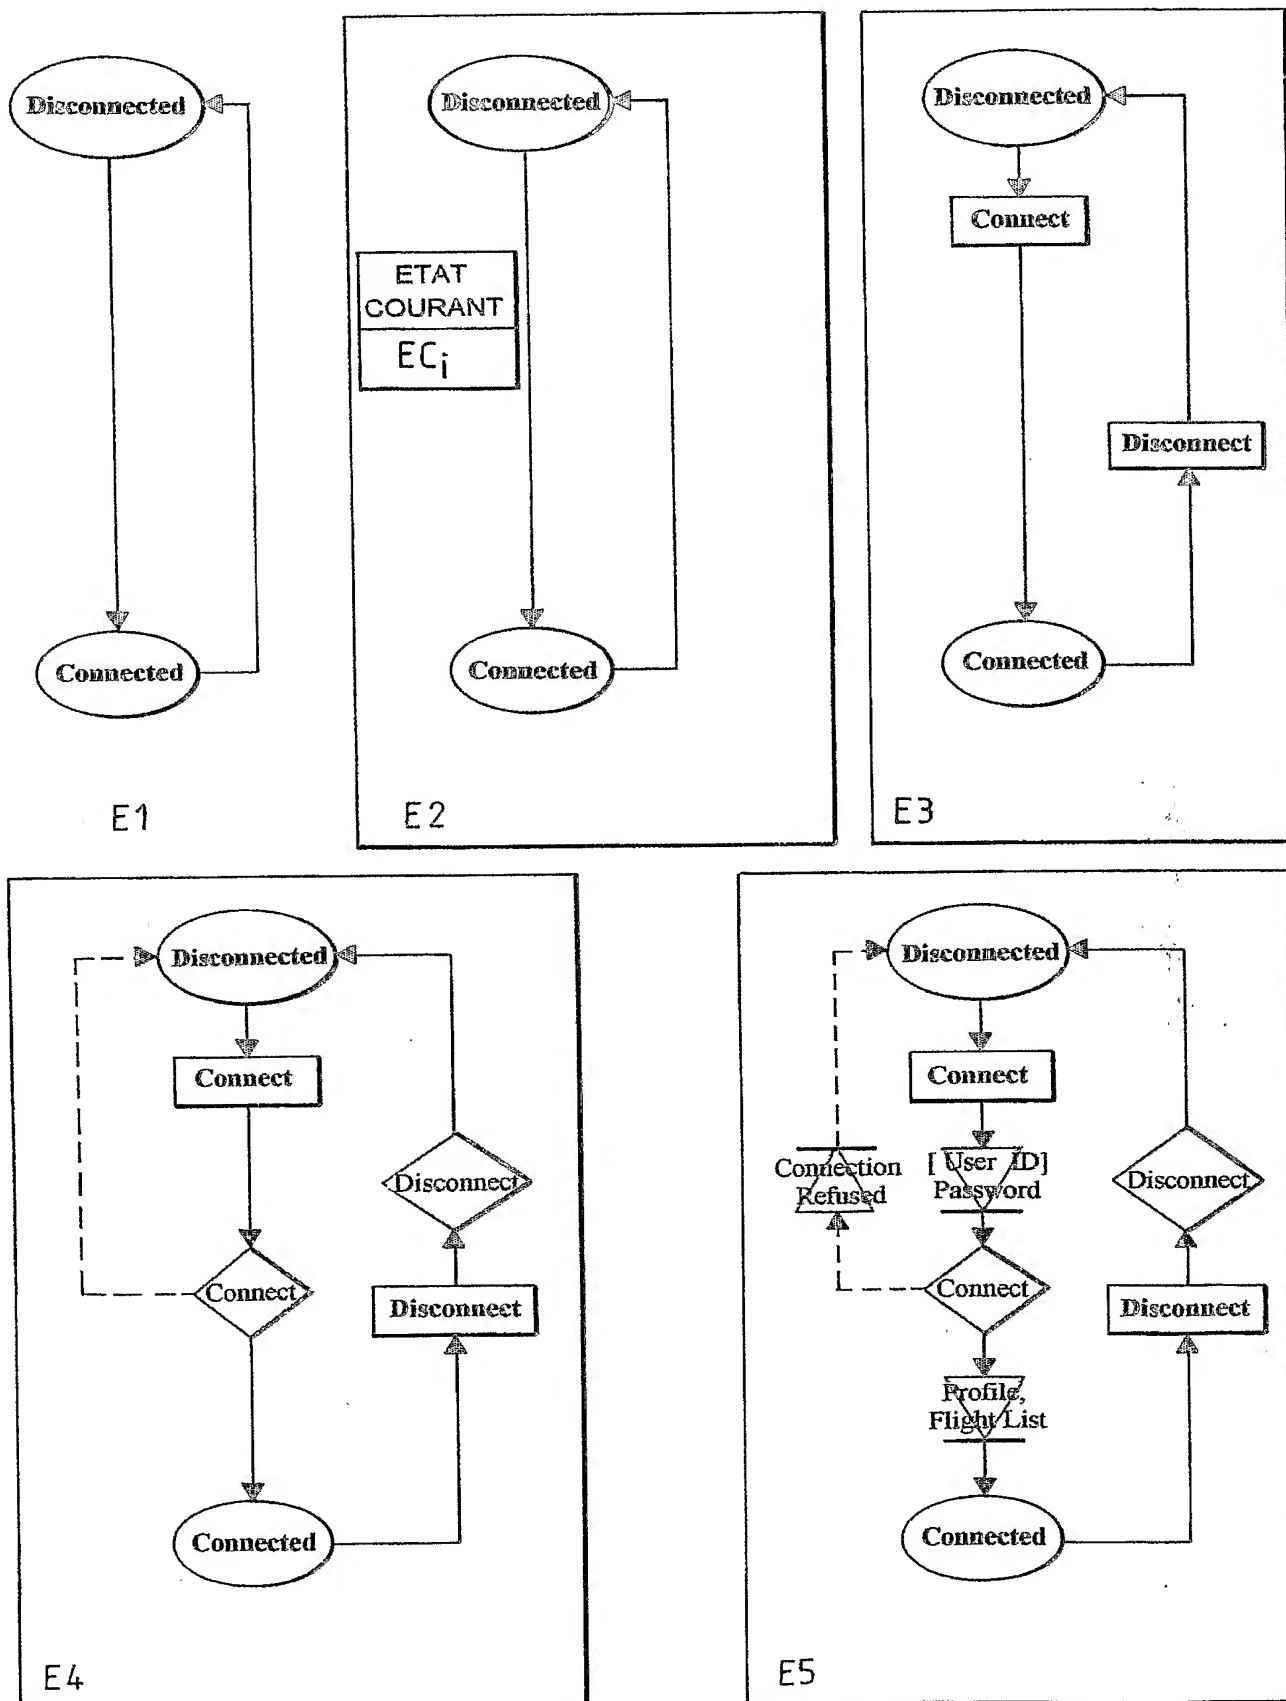 Disconnected
Connected
E1
Disconnected
ETAT
COURANT
ECi
Connected
E2
Disconnected
Connect
Disconnect
Connected
E3
Disconnected
Connect
Disconnect
Connect
Disconnect
Connected
E4
Disconnected
Connect
Connection
Refused
[ User ID]
Password
Disconnect
Connect
Disconnect
Profile,
Flight List
Connected
E5